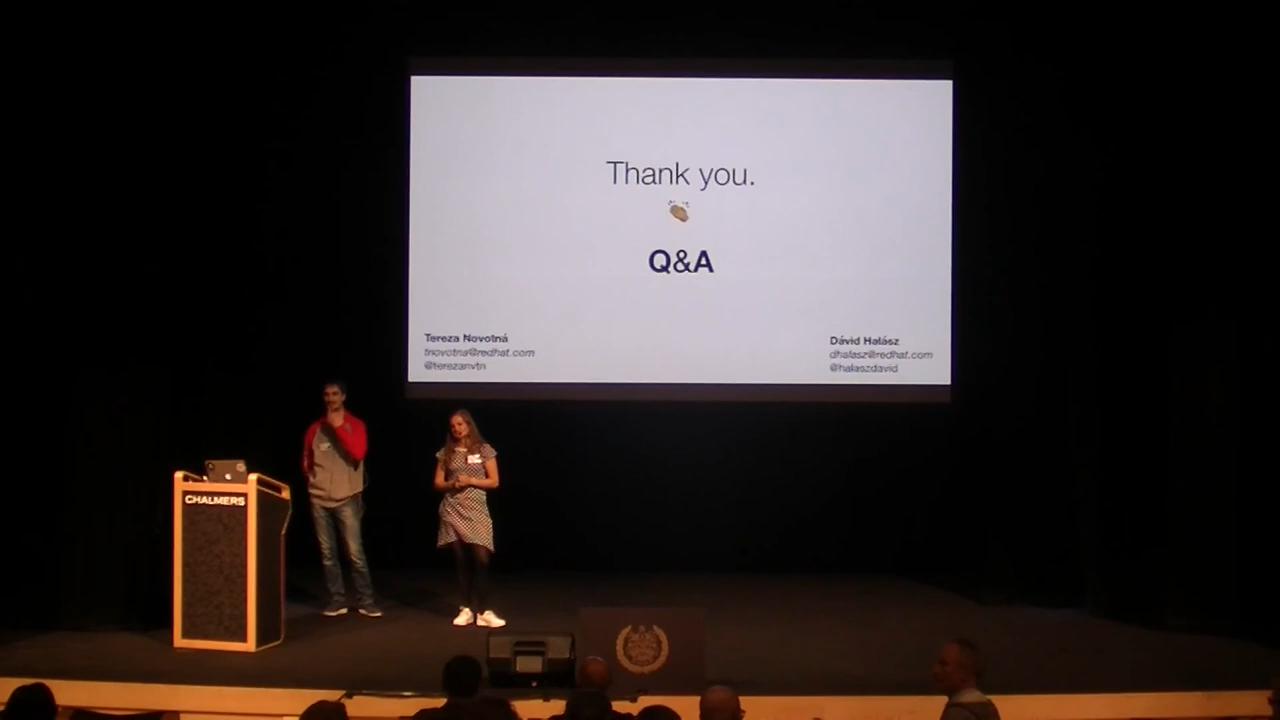 Thank you.
Q&A
Tereza Novotná
tnovotna@redhat.com
@terezanvtn
Dávid Halász
dhalasz@redhat.com
@halaszdavid
CHALMERS